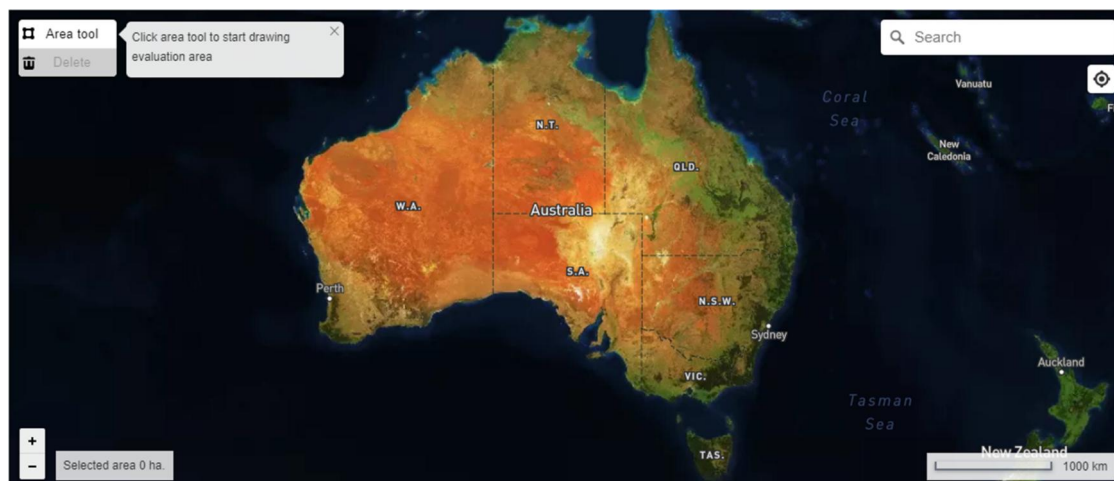 Area tool
Delete
Click area tool to start drawing
evaluation area
Search
Vanuatu
Coral
Sea
F
New
Caledonia
N.T.
QLD.
W.A.
Australia
S.A.
Perth
N.S.W.
Sydney
VIC.
Auckland
Tasman
Sea
TAS.
New Zealand
+
−
Selected area 0 ha.
1000 km